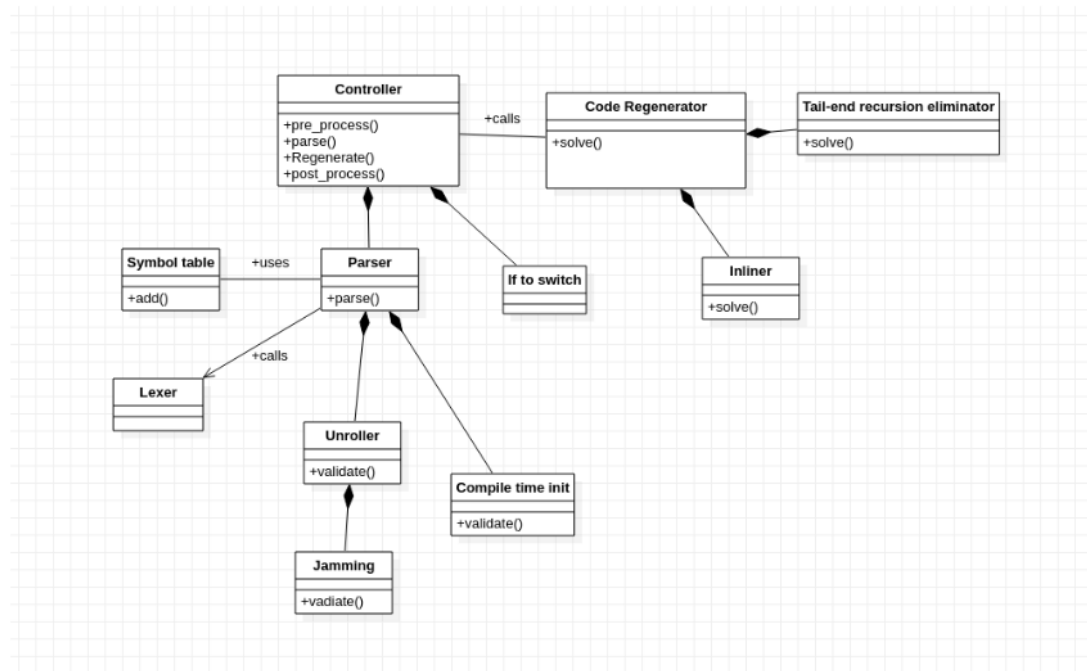 Controller
+pre_process()
+parse()
+Regenerate()
+post_process()
+calls
Code Regenerator
+solve()
Tail-end recursion eliminator
+solve()
Symbol table
+add()
+uses
Parser
+parse()
If to switch
Inliner
+solve()
+calls
Lexer
Unroller
+validate()
Compile time init
+validate()
Jamming
+vadiate()